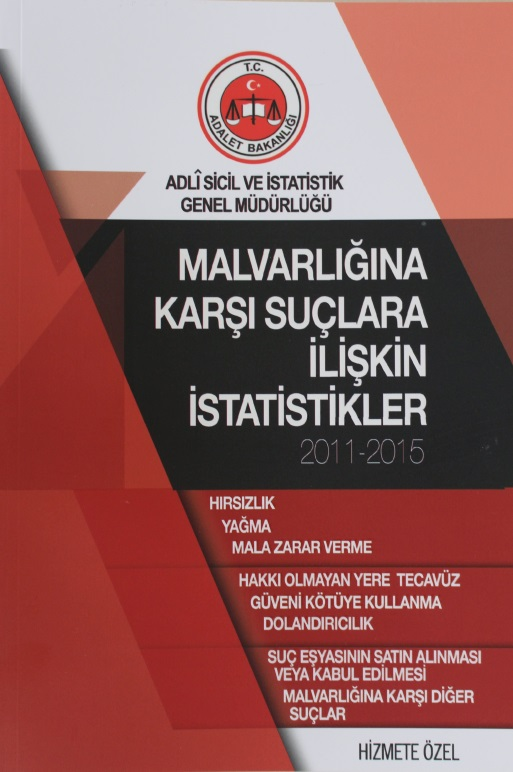 T.C.
ADALET BAKANLIĞI
ADLÎ SİCİL VE İSTATİSTİK
GENEL MÜDÜRLÜĞÜ
MALVARLIĞINA
KARŞI SUÇLARA
İLİŞKİN
İSTATİSTİKLER
2011-2015
HIRSIZLIK
YAĞMA
MALA ZARAR VERME
HAKKI OLMAYAN YERE TECAVÜZ
GÜVENİ KÖTÜYE KULLANMA
DOLANDIRICILIK
SUÇ EŞYASININ SATIN ALINMASI
VEYA KABUL EDİLMESİ
MALVARLIĞINA KARŞI DİĞER
SUÇLAR
HİZMETE ÖZEL